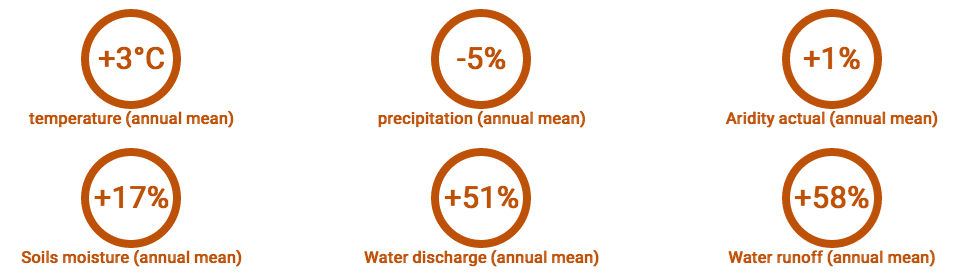 +3°C
-5%
+1%
temperature (annual mean)
precipitation (annual mean)
Aridity actual (annual mean)
+17%
+51%
+58%
Soils moisture (annual mean)
Water discharge (annual mean)
Water runoff (annual mean)